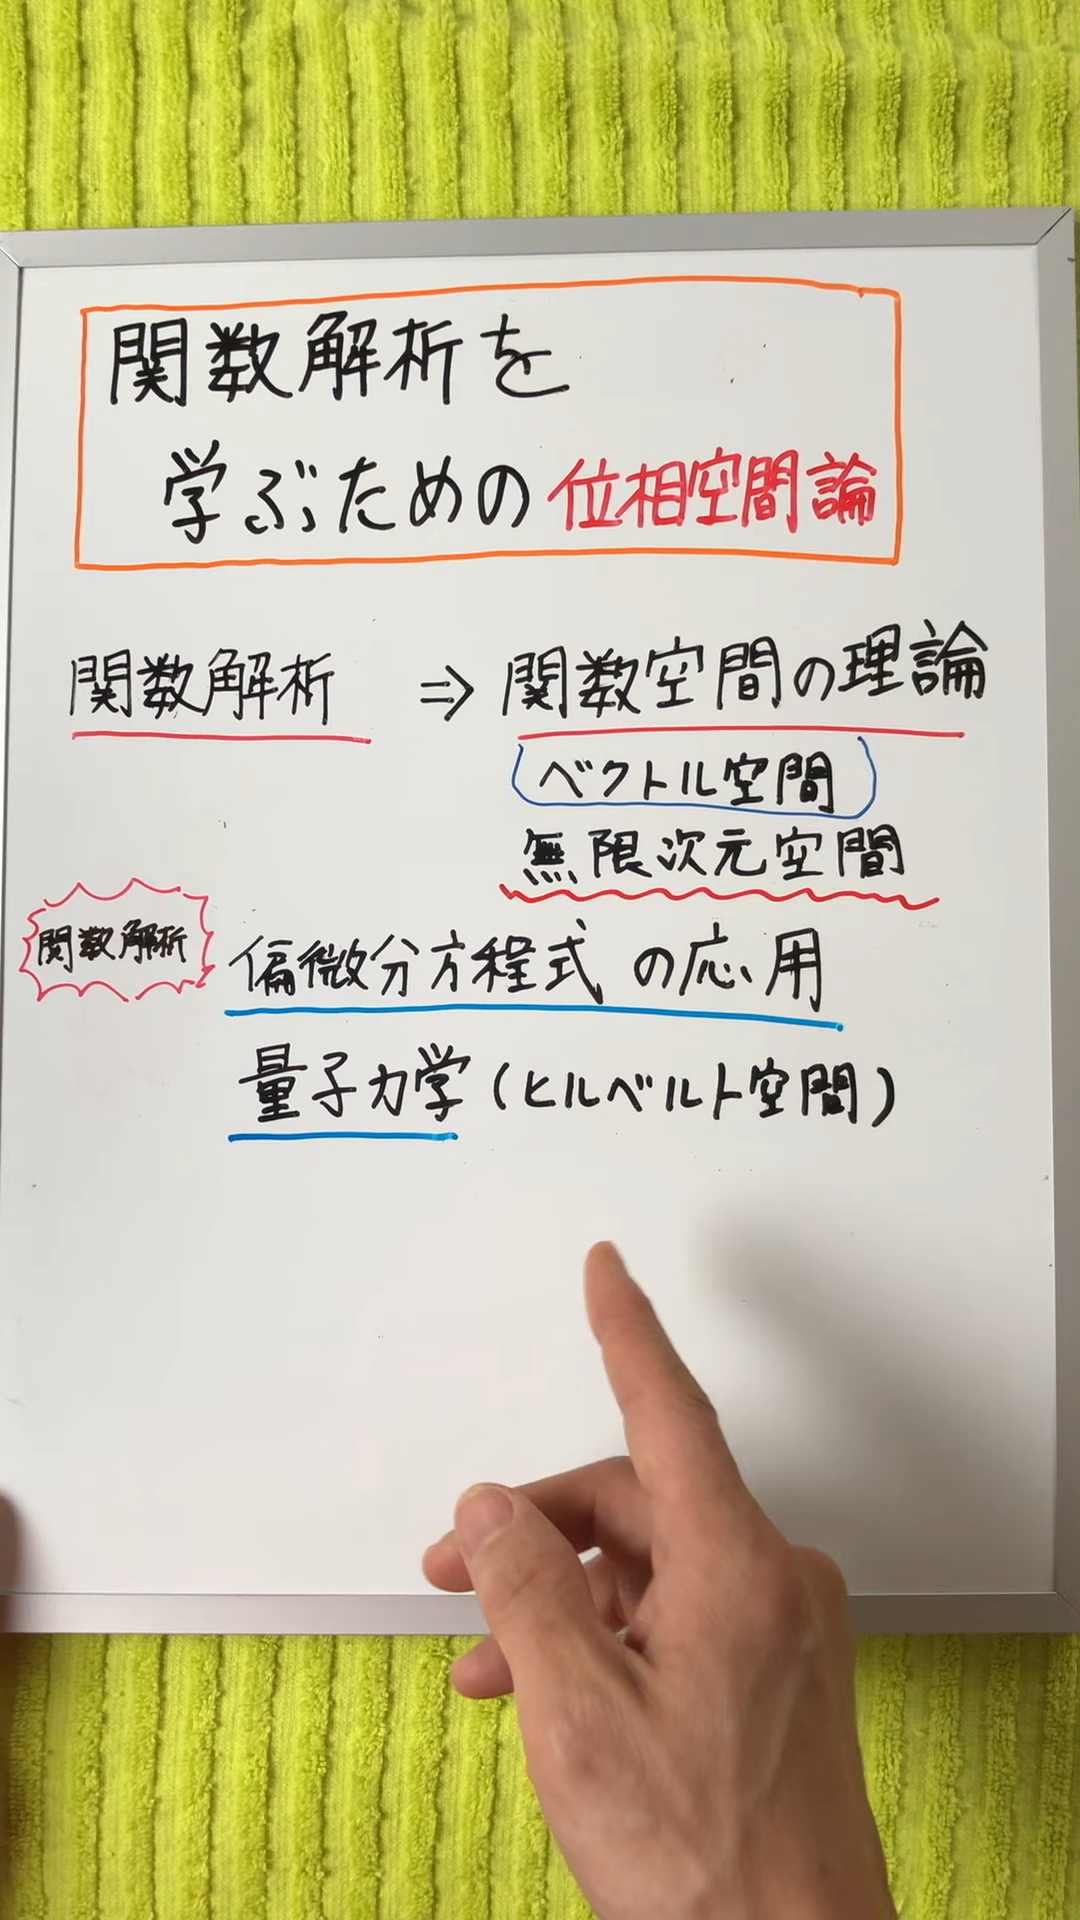 関数解析を
学ぶための位相空間論
関数解析 ⇒ 関数空間の理論
ベクトル空間
無限次元空間
関数解析
偏微分方程式の応用
量子力学(ヒルベルト空間)